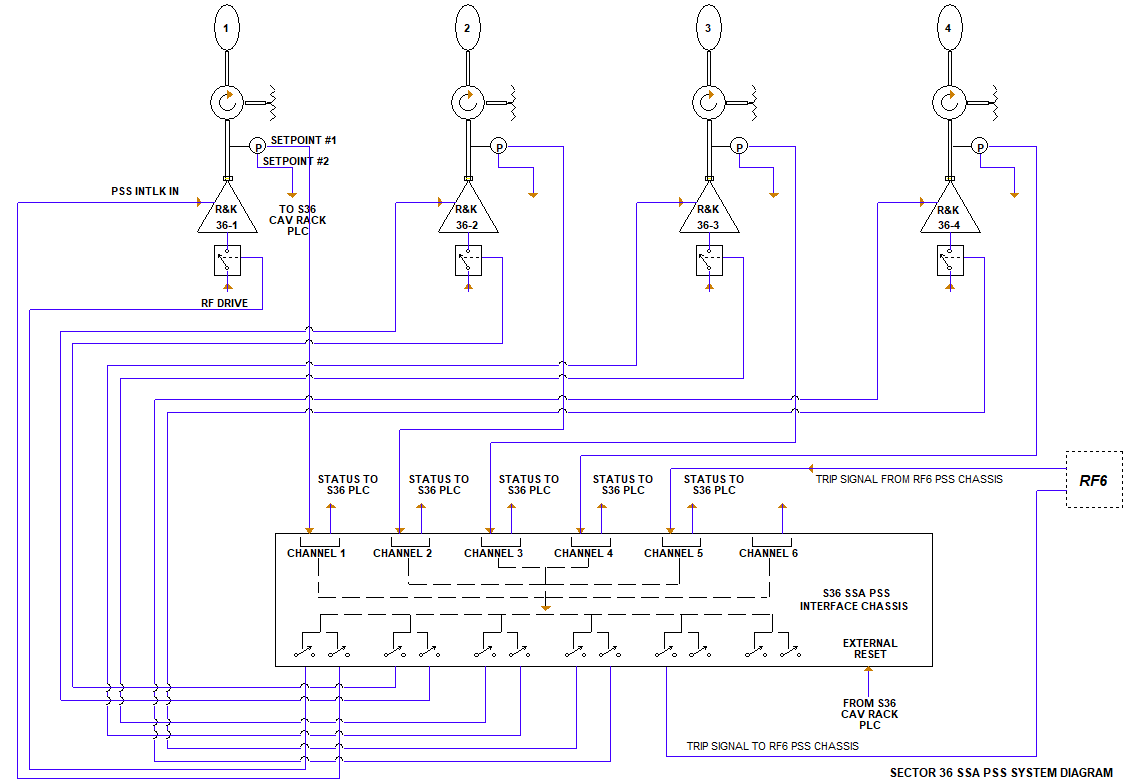 1
2
3
4
P
SETPOINT #1
SETPOINT #2
P
P
P
PSS INTLK IN
TO S36
CAV RACK
PLC
R&K
36-1
R&K
36-2
R&K
36-3
R&K
36-4
RF DRIVE
STATUS TO
S36 PLC
STATUS TO
S36 PLC
STATUS TO
S36 PLC
STATUS TO
S36 PLC
STATUS TO
S36 PLC
TRIP SIGNAL FROM RF6 PSS CHASSIS
RF6
CHANNEL 1
CHANNEL 2
CHANNEL 3
CHANNEL 4
CHANNEL 5
CHANNEL 6
S36 SSA PSS
INTERFACE CHASSIS
EXTERNAL
RESET
FROM S36
CAV RACK
PLC
TRIP SIGNAL TO RF6 PSS CHASSIS
SECTOR 36 SSA PSS SYSTEM DIAGRAM